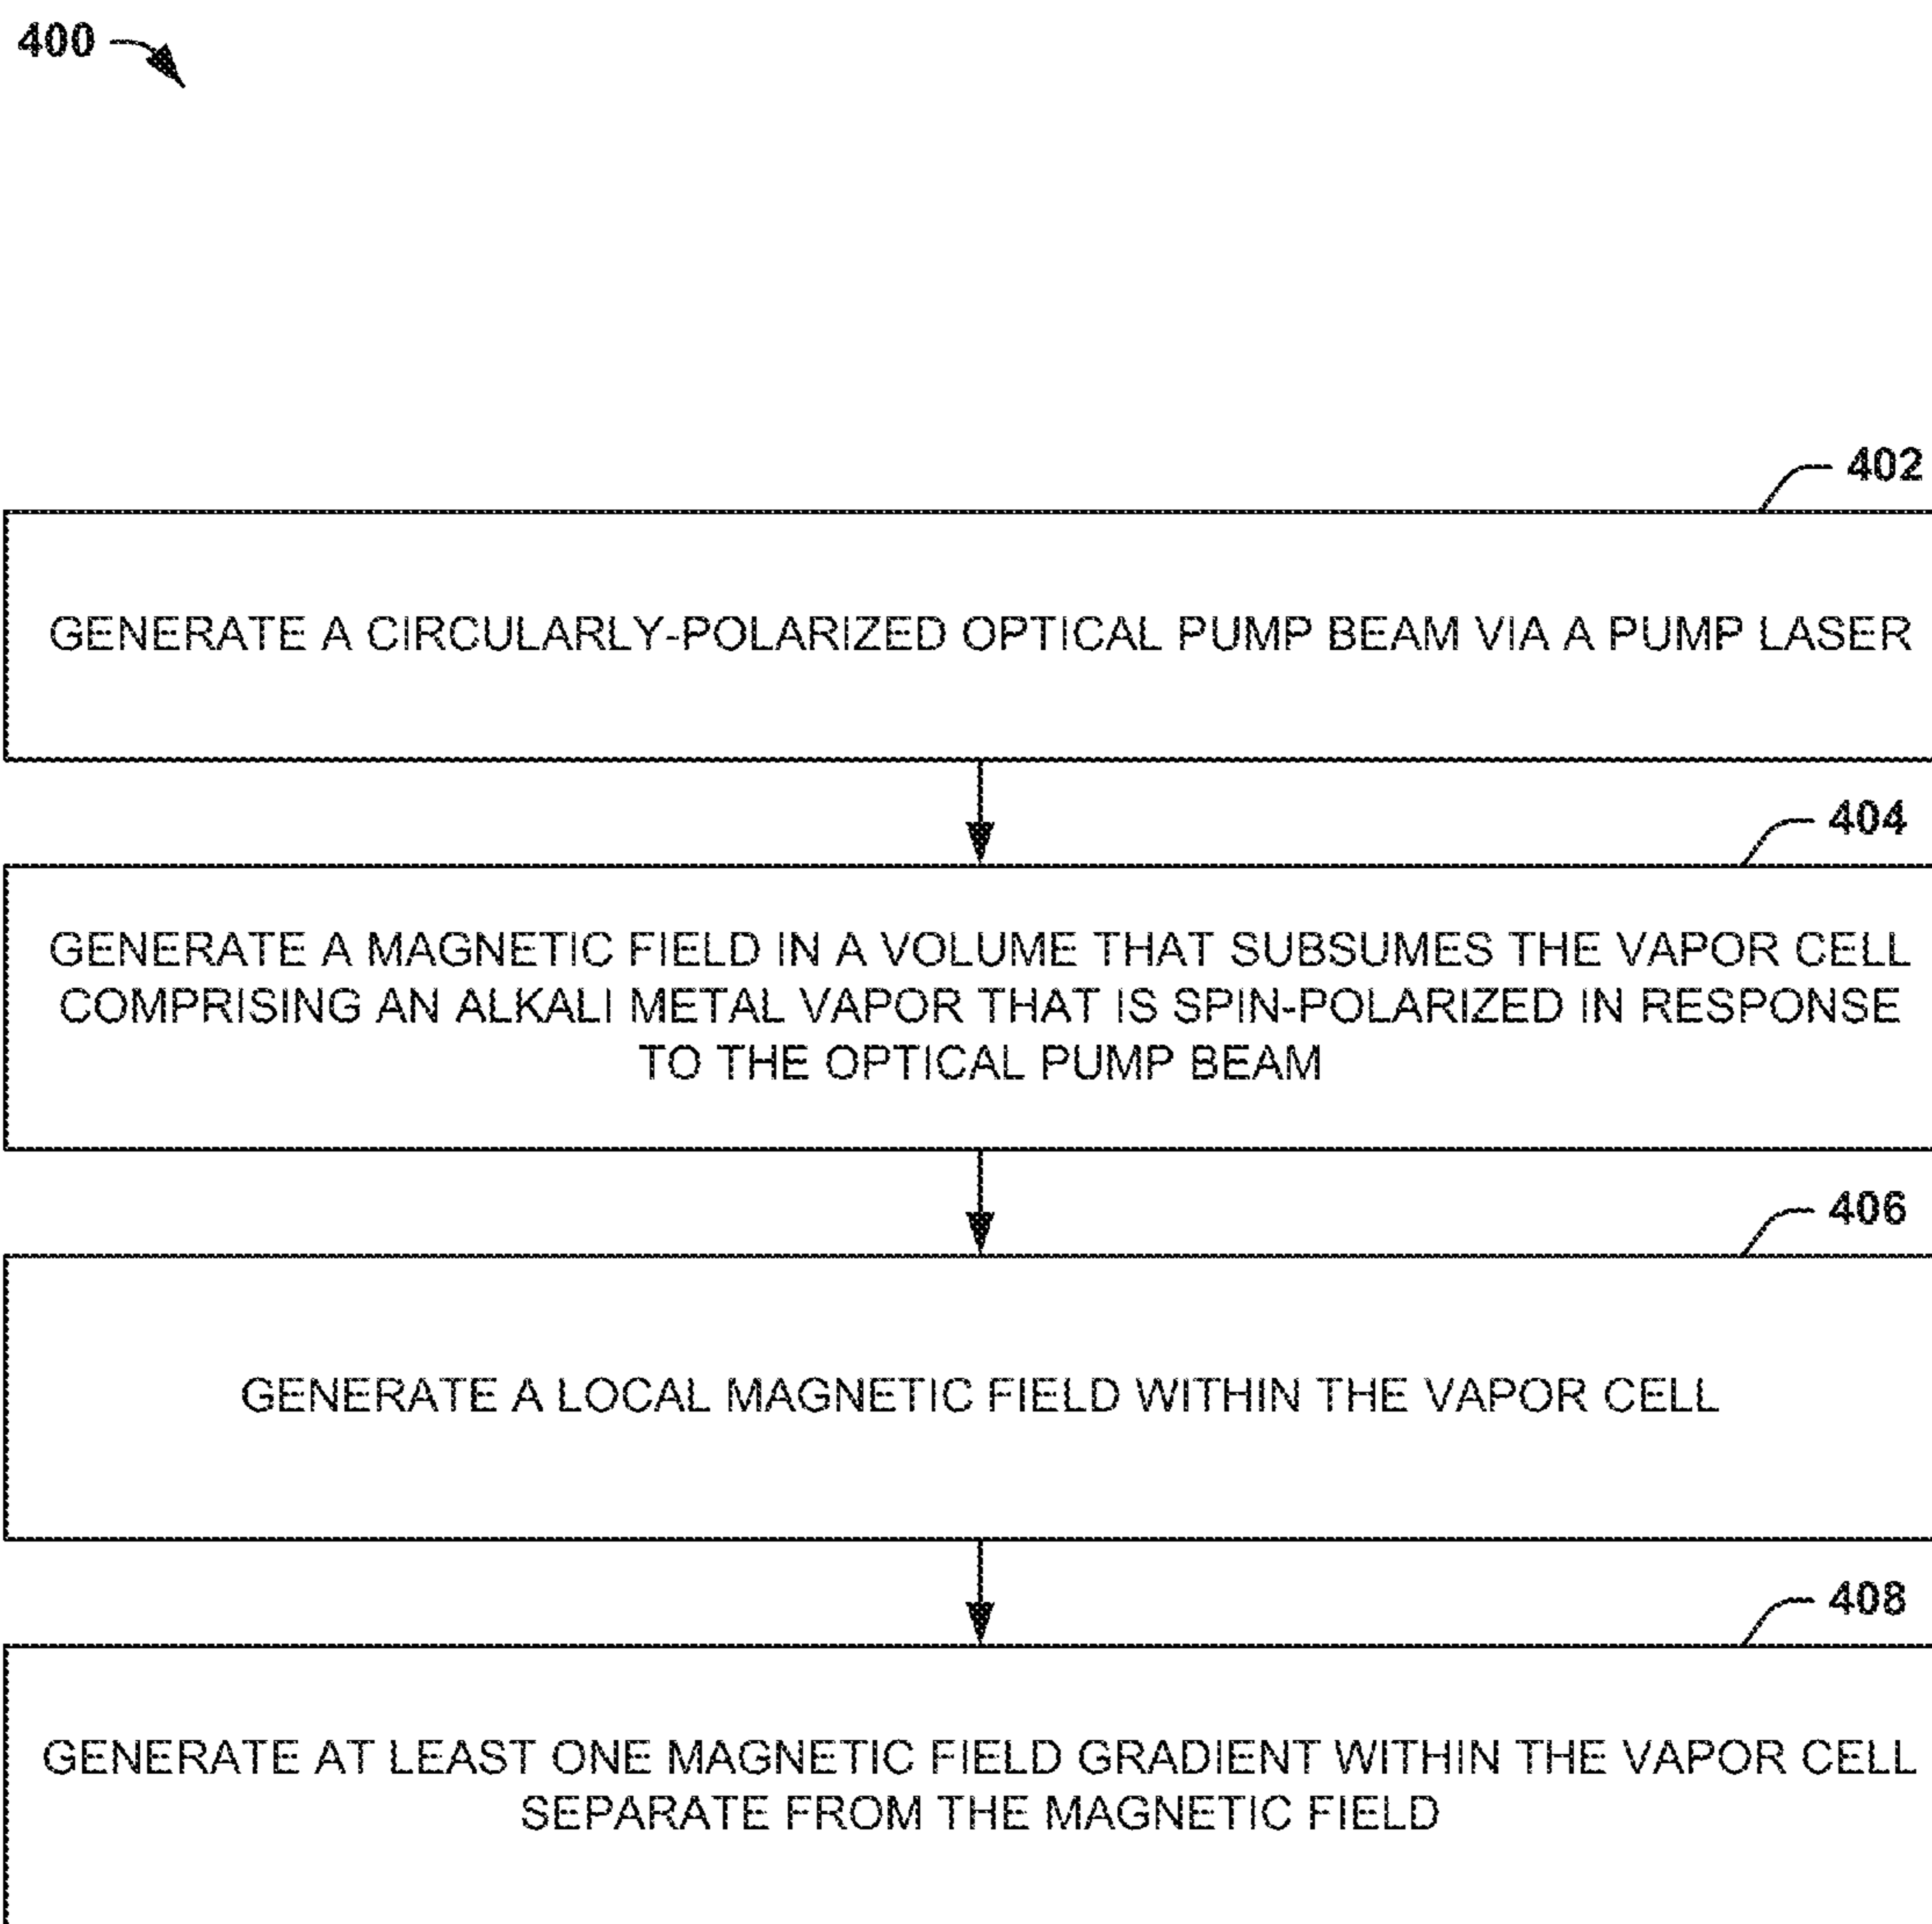 400
402
GENERATE A CIRCULARLY-POLARIZED OPTICAL PUMP BEAM VIA A PUMP LASER
404
GENERATE A MAGNETIC FIELD IN A VOLUME THAT SUBSUMES THE VAPOR CELL
COMPRISING AN ALKALI METAL VAPOR THAT IS SPIN-POLARIZED IN RESPONSE
TO THE OPTICAL PUMP BEAM
406
GENERATE A LOCAL MAGNETIC FIELD WITHIN THE VAPOR CELL
408
GENERATE AT LEAST ONE MAGNETIC FIELD GRADIENT WITHIN THE VAPOR CELL
SEPARATE FROM THE MAGNETIC FIELD